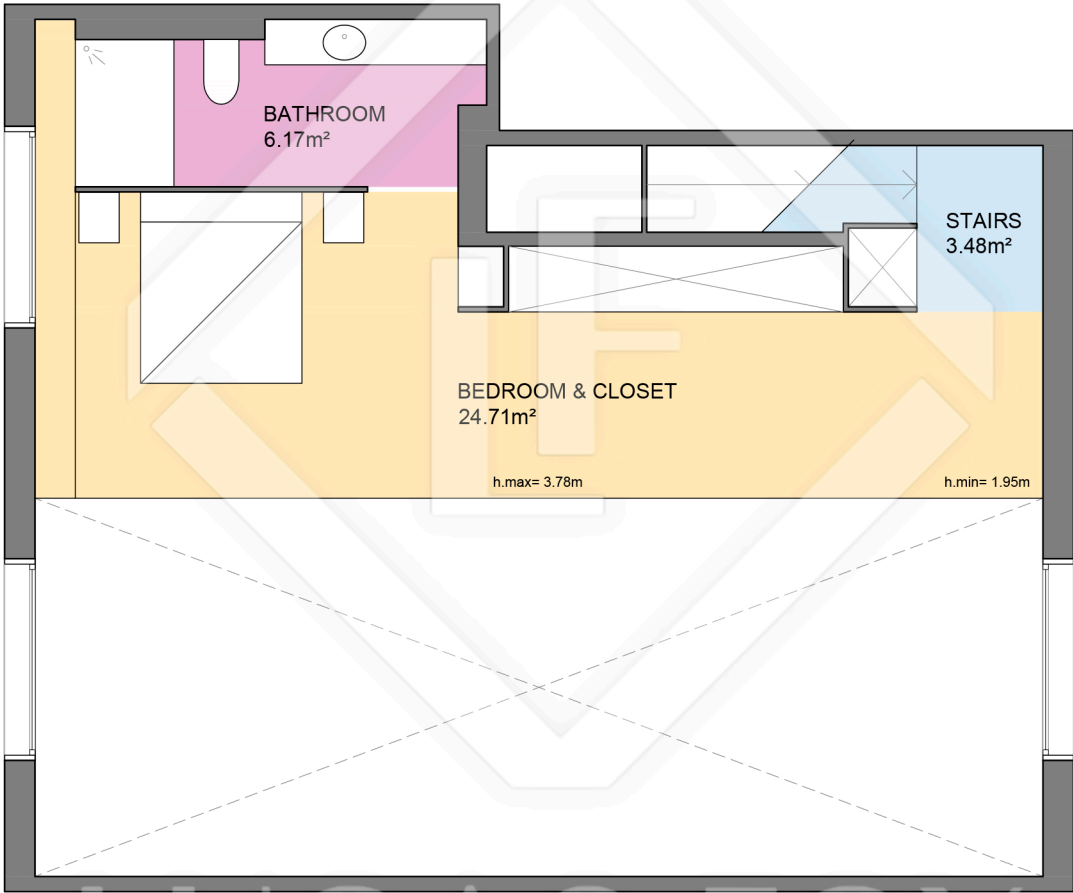 BATHROOM
6.17m²
STAIRS
3.48m²
BEDROOM & CLOSET
24.71m²
h.max= 3.78m
h.min= 1.95m